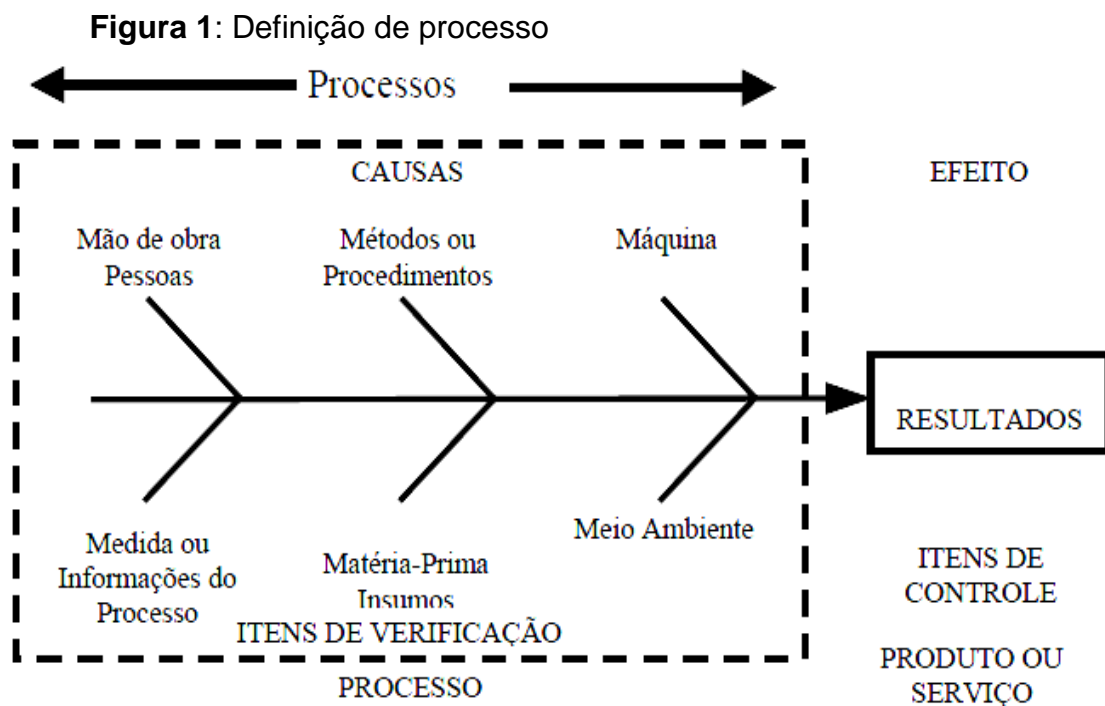 Figura 1: Definição de processo
Processos
CAUSAS
EFEITO
Mão de obra
Pessoas
Métodos ou
Procedimentos
Máquina
RESULTADOS
Medida ou
Informações do
Processo
Matéria-Prima
Insumos
Meio Ambiente
ITENS DE VERIFICAÇÃO
PROCESSO
ITENS DE
CONTROLE
PRODUTO OU
SERVIÇO